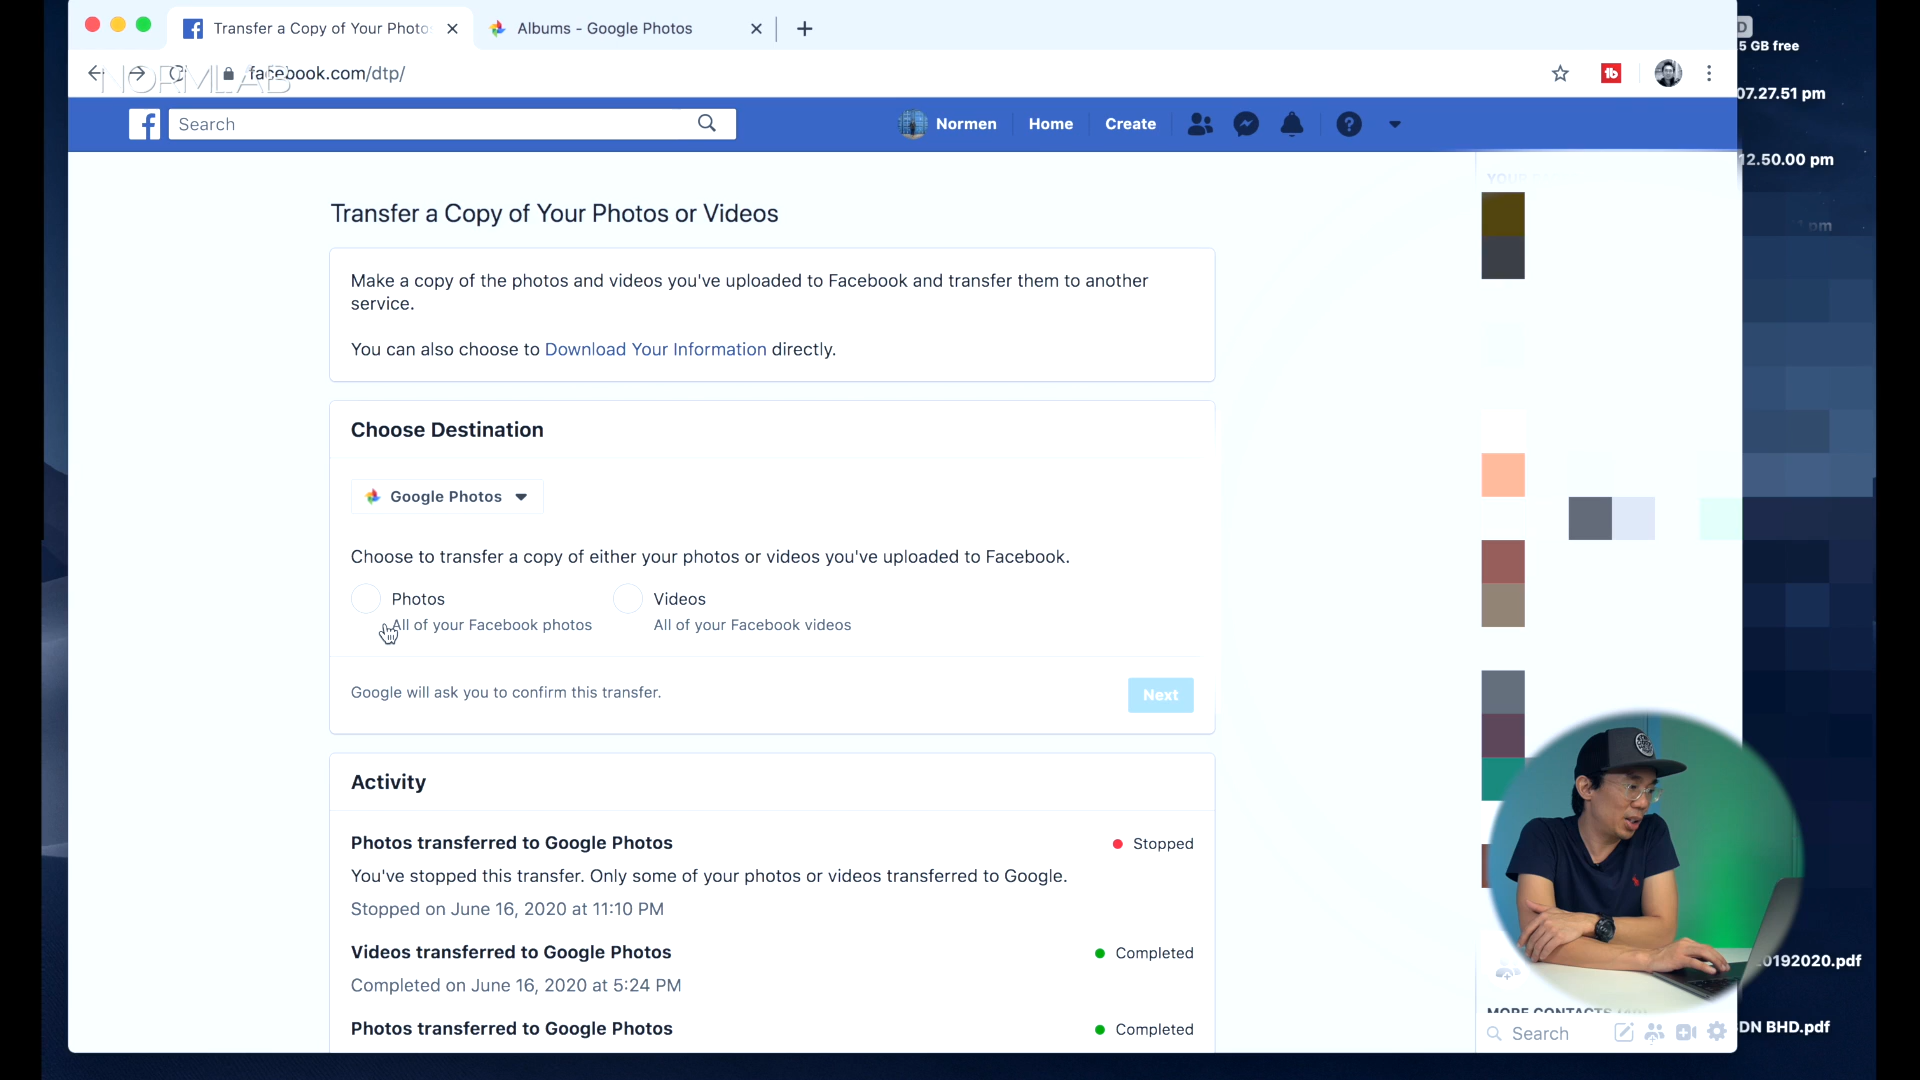 Transfer a Copy of Your Photo
Albums - Google Photos
NORMLAB
facebook.com/dtp/
5 GB free
07.27.51 pm
12.50.00 pm
pm
Search
Normen
Home
Create
Transfer a Copy of Your Photos or Videos
Make a copy of the photos and videos you've uploaded to Facebook and transfer them to another
service.
You can also choose to Download Your Information directly.
Choose Destination
Google Photos
Choose to transfer a copy of either your photos or videos you've uploaded to Facebook.
Photos
All of your Facebook photos
Videos
All of your Facebook videos
Google will ask you to confirm this transfer.
Next
Activity
Photos transferred to Google Photos
Stopped
You've stopped this transfer. Only some of your photos or videos transferred to Google.
Stopped on June 16, 2020 at 11:10 PM
Videos transferred to Google Photos
Completed
Completed on June 16, 2020 at 5:24 PM
Photos transferred to Google Photos
Completed
YOUR
MORE CONTACTS
Search
0192020.pdf
DN BHD.pdf